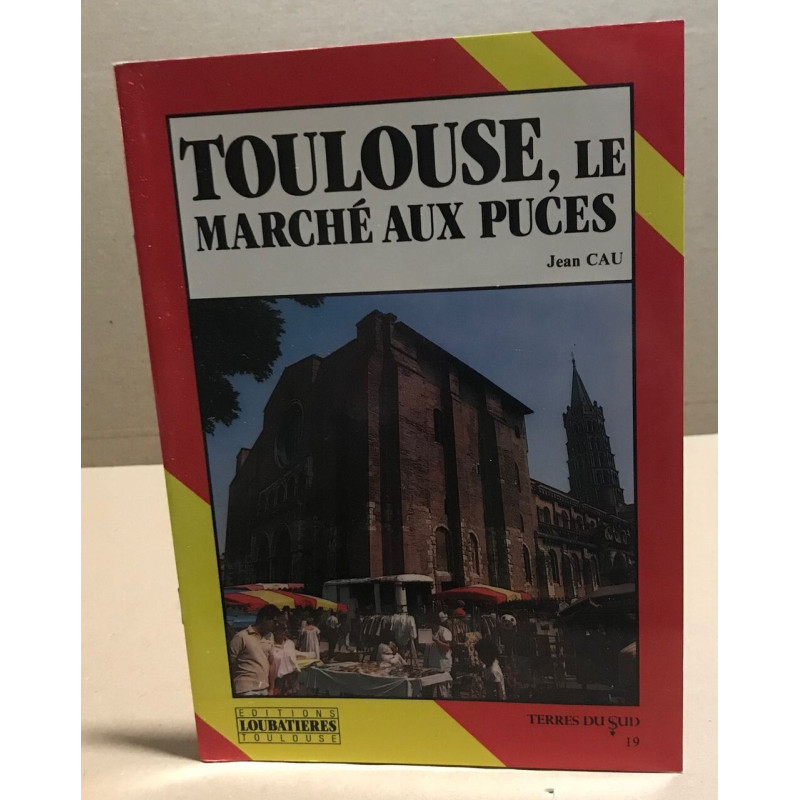 TOULOUSE, LE
MARCHÉ AUX PUCES
Jean CAU
EDITIONS
LOUBATIERES
TOULOUSE
TERRES DU SUD
19